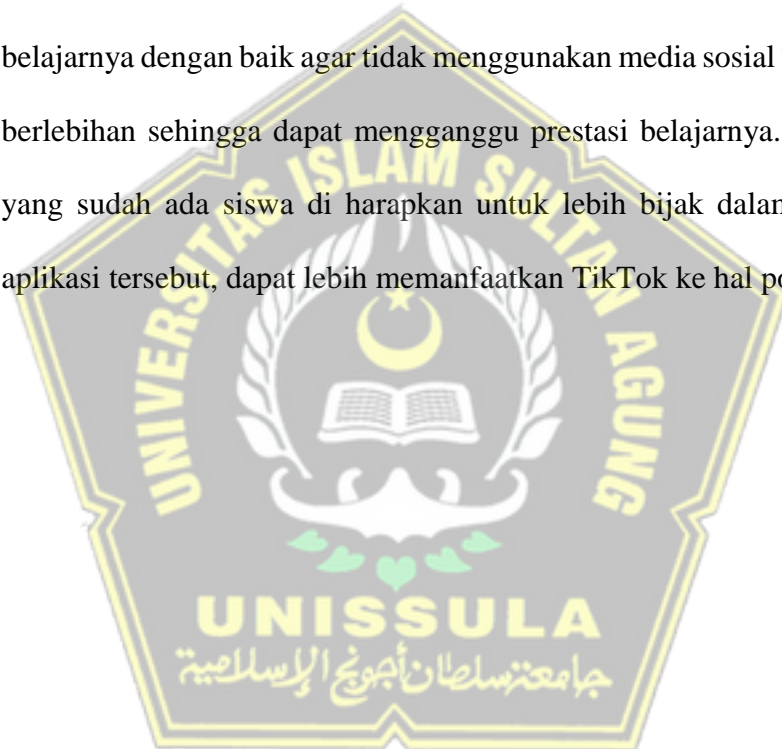 belajarnya dengan baik agar tidak menggunakan media sosial
berlebihan sehingga dapat mengganggu prestasi belajarnya.
yang sudah ada siswa di harapkan untuk lebih bijak
aplikasi tersebut, dapat lebih memanfaatkan TikTok ke hal
UNIVERSITAS ISLAM SULTAN AGUNG
UNISSULA
جامعة سلطان أجونج الإسلامية